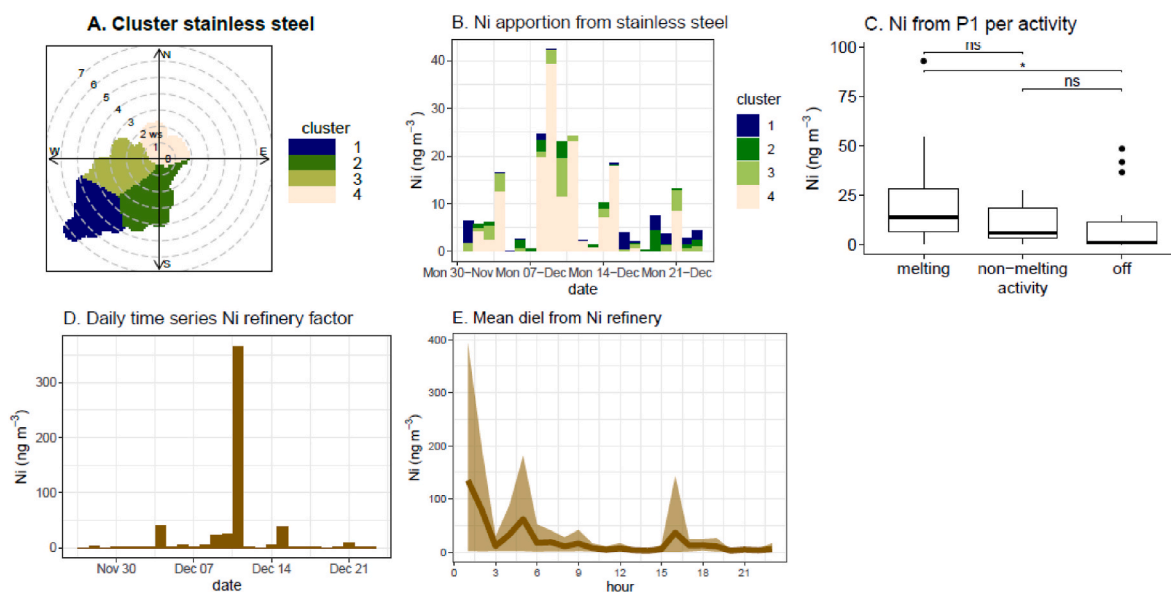 A. Cluster stainless steel
N
7
6
5
4
3
2 ws
1
0
W
E
S
cluster
1
2
3
4
B. Ni apportion from stainless steel
Ni (ng m−3)
40
30
20
10
0
Mon 30−Nov Mon 07−Dec Mon 14−Dec Mon 21−Dec
date
cluster
1
2
3
4
C. Ni from P1 per activity
Ni (ng m−3)
100
75
50
25
0
ns
*
ns
melting non−melting off
activity
D. Daily time series Ni refinery factor
Ni (ng m−3)
300
200
100
0
Nov 30 Dec 07 Dec 14 Dec 21
date
E. Mean diel from Ni refinery
Ni (ng m−3)
400
300
200
100
0
0 3 6 9 12 15 18 21
hour